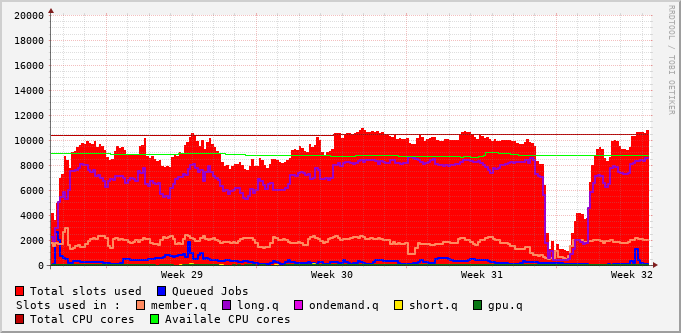 RRDTOOL / TOBI OETIKER
20000
18000
16000
14000
12000
10000
8000
6000
4000
2000
0
Week 29 Week 30 Week 31 Week 32
Total slots used Queued Jobs
Slots used in : member.q long.q ondemand.q short.q gpu.q
Total CPU cores Availale CPU cores